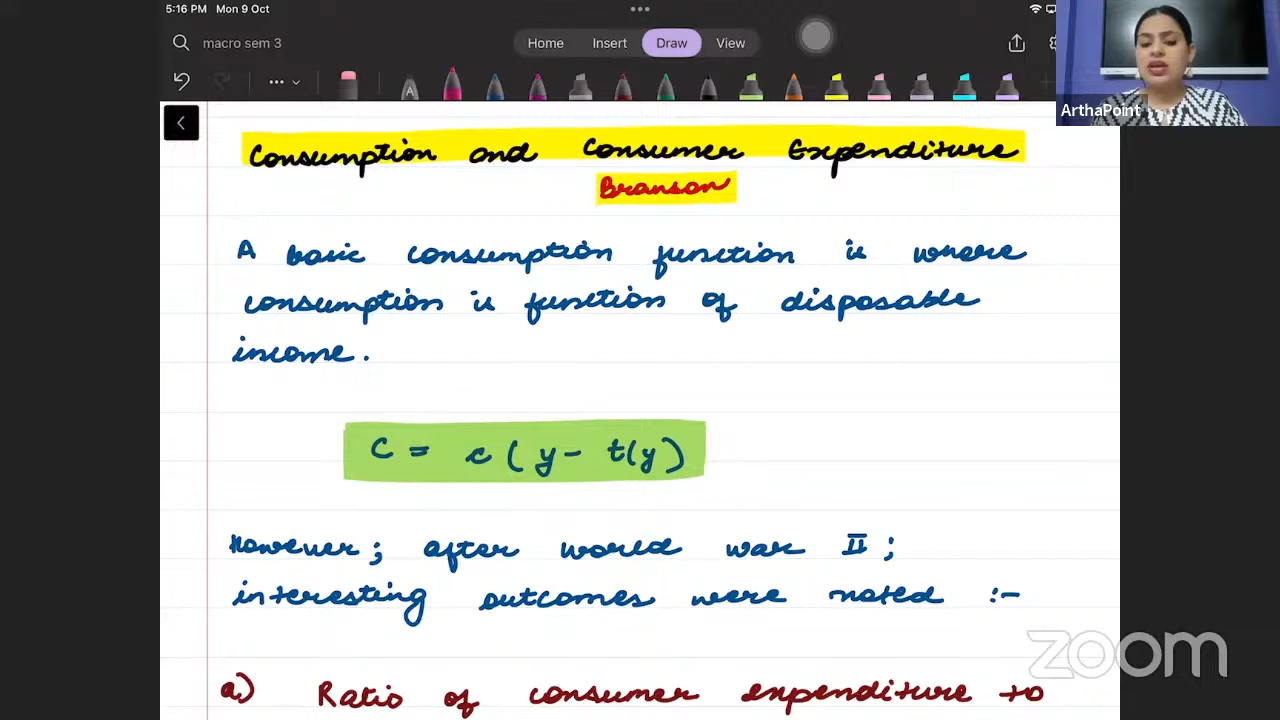 5:16 PM Mon 9 Oct
macro sem 3
Home Insert Draw View
A
ArthaPoint
Consumption and Consumer Expenditure
Branson
A basic consumption function is where
consumption is function of disposable
income.
C = c ( y - t(y)
However; after world war II ;
interesting outcomes were noted :-
a) Ratio of consumer expenditure to
zoom